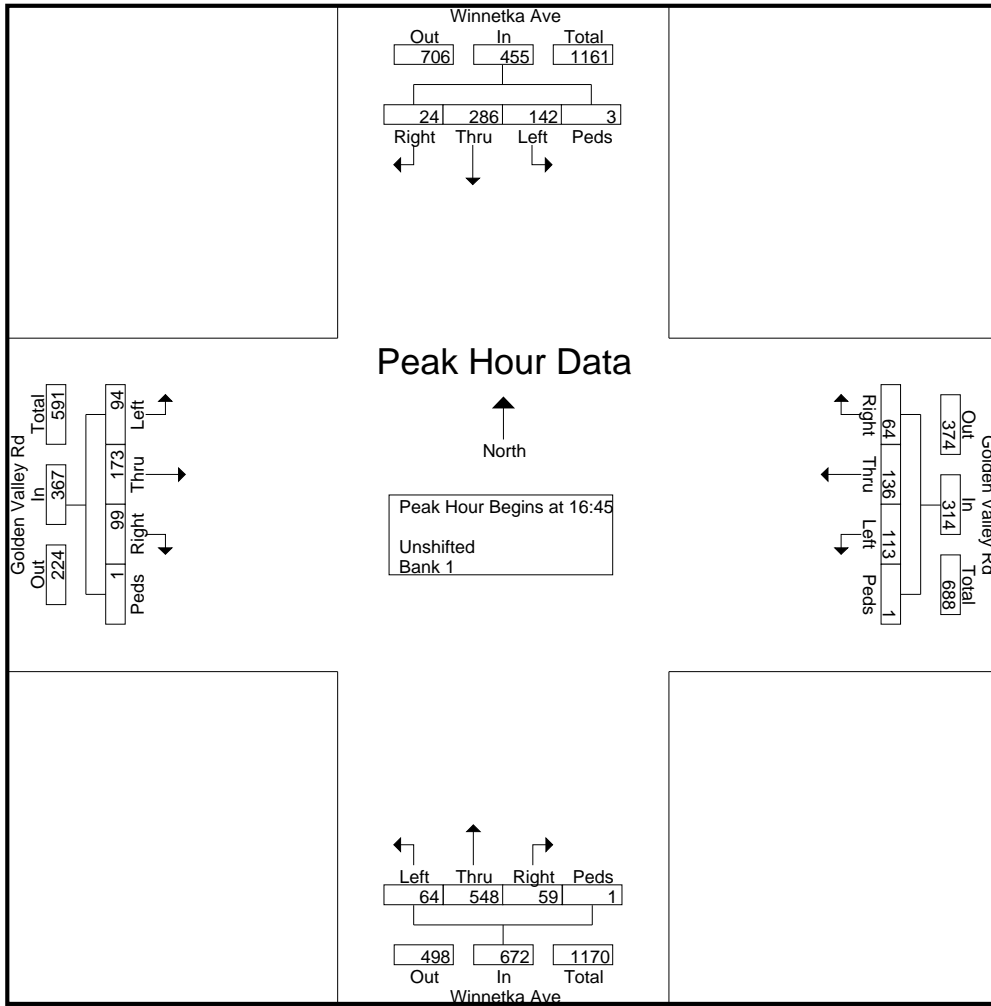 Winnetka Ave
Out In Total
706 455 1161
24 286 142 3
Right Thru Left Peds
Peak Hour Data
North
Peak Hour Begins at 16:45
Unshifted
Bank 1
Golden Valley Rd
Out In Total
224 367 591
Left Thru Right Peds
94 173 99 1
Golden Valley Rd
Out In Total
374 314 688
Right Thru Left Peds
64 136 113 1
Left Thru Right Peds
64 548 59 1
498 672 1170
Out In Total
Winnetka Ave